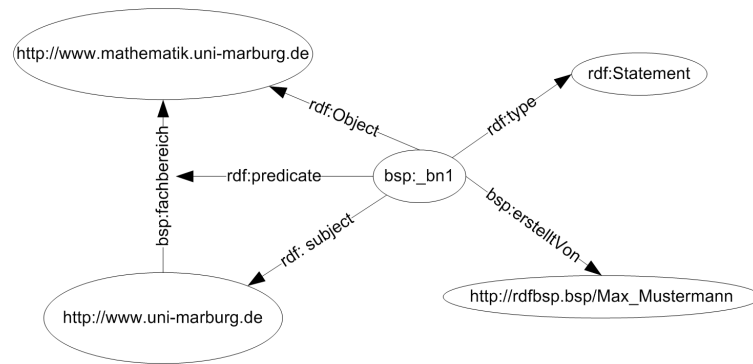 http://www.mathematik.uni-marburg.de
rdf:Statement
rdf:Object
rdf:type
bsp:fachbereich
rdf:predicate
bsp:_bn1
rdf: subject
bsp:erstelltVon
http://www.uni-marburg.de
http://rdfbsp.bsp/Max_Mustermann